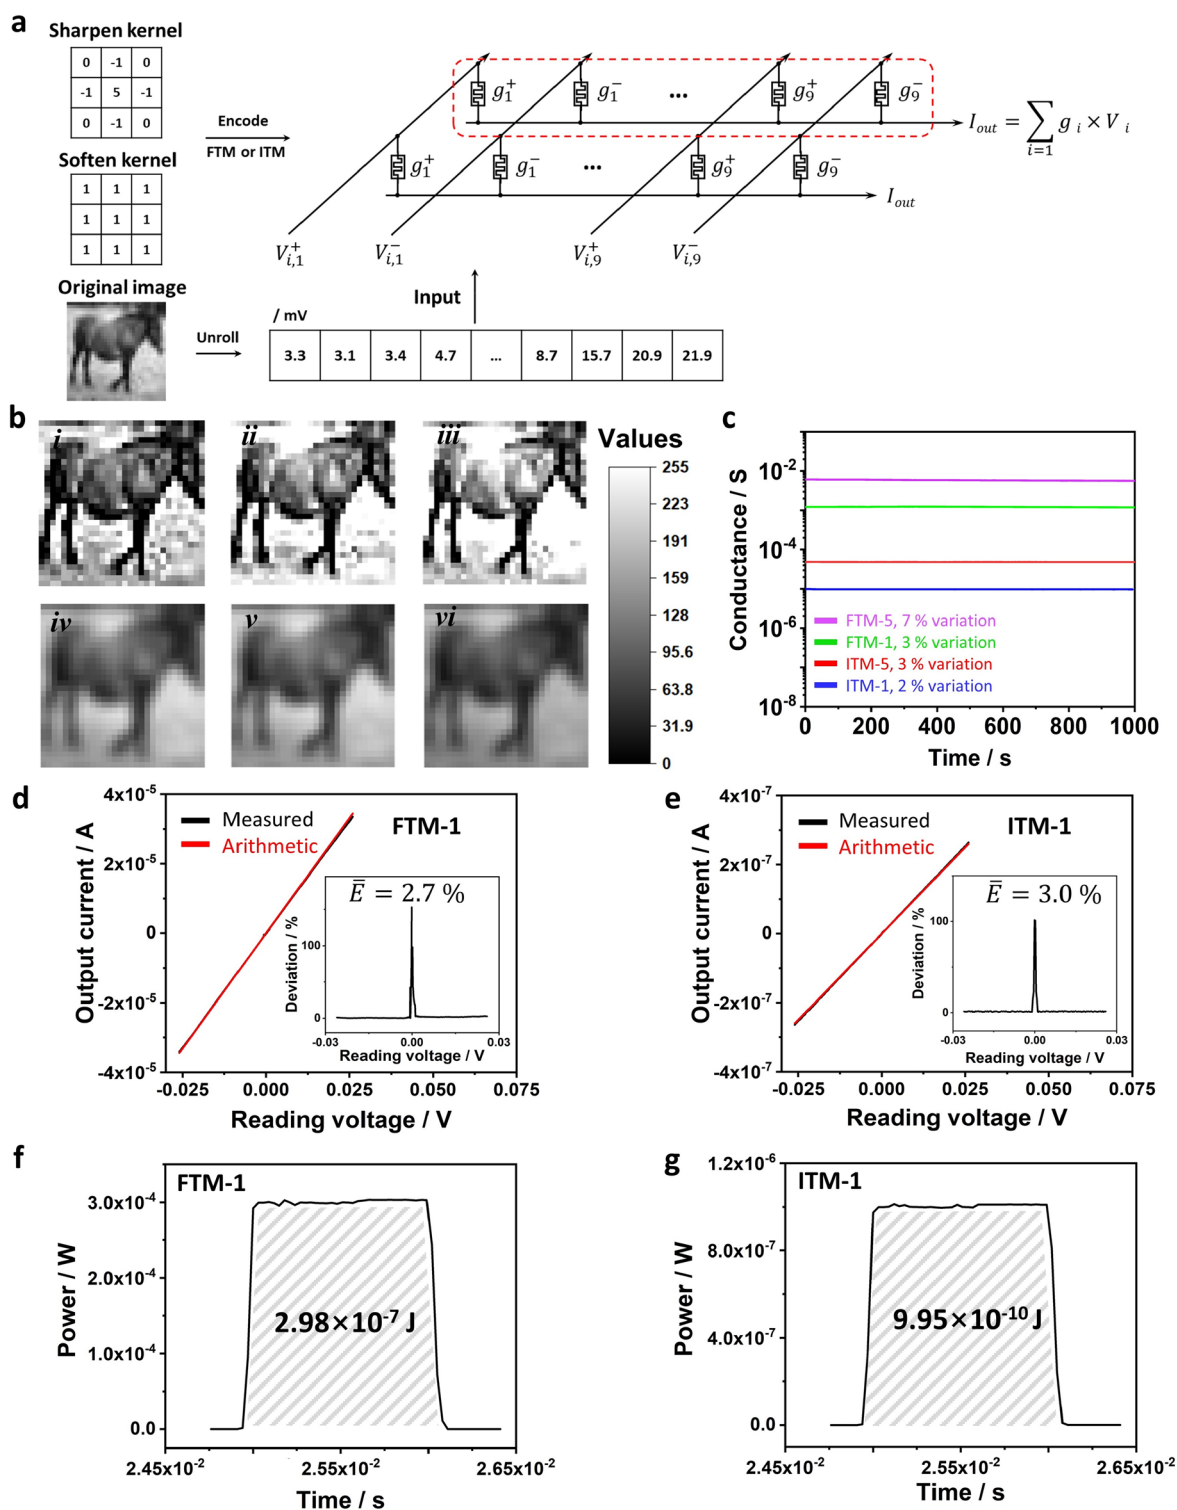 a
Sharpen kernel
0 -1 0
-1 5 -1
0 -1 0
Soften kernel
1 1 1
1 1 1
1 1 1
Original image
Encode
FTM or ITM
Unroll
g₁⁺ g₁⁻ ... g₉⁺ g₉⁻
I_out = ∑_{i=1} g_i × V_i
g₁⁺ g₁⁻ ... g₉⁺ g₉⁻
I_out
V_{i,1}⁺ V_{i,1}⁻ V_{i,9}⁺ V_{i,9}⁻
Input
/ mV
3.3 3.1 3.4 4.7 ... 8.7 15.7 20.9 21.9
b
i ii iii
iv v vi
Values
255
223
191
159
128
95.6
63.8
31.9
0
c
Conductance / S
10⁻²
10⁻⁴
10⁻⁶
10⁻⁸
FTM-5, 7 % variation
FTM-1, 3 % variation
ITM-5, 3 % variation
ITM-1, 2 % variation
0 200 400 600 800 1000
Time / s
d
Output current / A
4x10⁻⁵
2x10⁻⁵
0
-2x10⁻⁵
-4x10⁻⁵
Measured
Arithmetic
FTM-1
E̅ = 2.7 %
Deviation / %
100
0
-0.03 0.00 0.03
Reading voltage / V
-0.025 0.000 0.025 0.050 0.075
Reading voltage / V
e
Output current / A
4x10⁻⁷
2x10⁻⁷
0
-2x10⁻⁷
-4x10⁻⁷
Measured
Arithmetic
ITM-1
E̅ = 3.0 %
Deviation / %
100
0
-0.03 0.00 0.03
Reading voltage / V
-0.025 0.000 0.025 0.050 0.075
Reading voltage / V
f
FTM-1
Power / W
3.0x10⁻⁴
2.0x10⁻⁴
1.0x10⁻⁴
0.0
2.98×10⁻⁷ J
2.45x10⁻² 2.55x10⁻² 2.65x10⁻²
Time / s
g
ITM-1
Power / W
1.2x10⁻⁶
8.0x10⁻⁷
4.0x10⁻⁷
0.0
9.95×10⁻¹⁰ J
2.45x10⁻² 2.55x10⁻² 2.65x10⁻²
Time / s